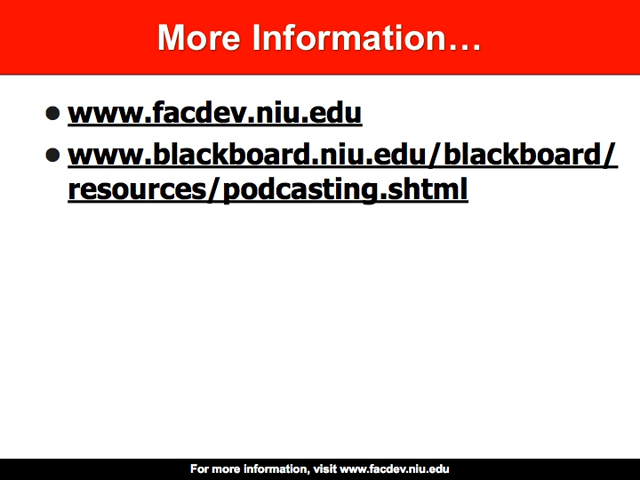 More Information…
• www.facdev.niu.edu
• www.blackboard.niu.edu/blackboard/
resources/podcasting.shtml
For more information, visit www.facdev.niu.edu